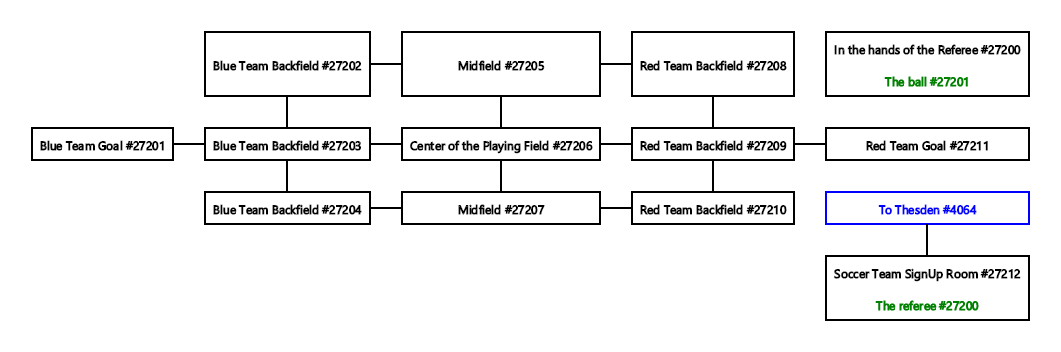 Blue Team Backfield #27202
Midfield #27205
Red Team Backfield #27208
In the hands of the Referee #27200
The ball #27201
Blue Team Goal #27201
Blue Team Backfield #27203
Center of the Playing Field #27206
Red Team Backfield #27209
Red Team Goal #27211
Blue Team Backfield #27204
Midfield #27207
Red Team Backfield #27210
To Thesden #4064
Soccer Team SignUp Room #27212
The referee #27200